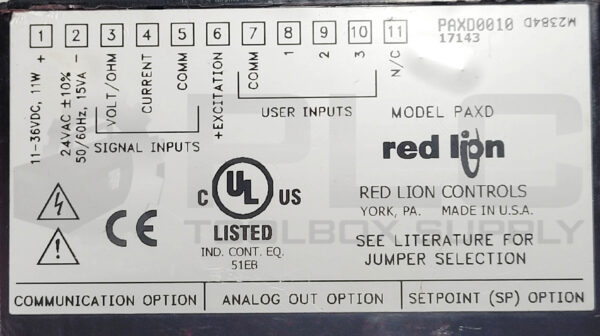 1 2 3 4 5 6 7 8 9 10 11
PAXD0010 M2384D
17143
+ -
11-36VDC, 11W
24VAC ±10%
50/60Hz, 15VA
VOLT/OHM
CURRENT
COMM
+EXCITATION
COMM
1
2
3
N/C
SIGNAL INPUTS
USER INPUTS
MODEL PAXD
red lion
C UL US
LISTED
IND. CONT. EQ.
51EB
CE
RED LION CONTROLS
YORK, PA. MADE IN U.S.A.
SEE LITERATURE FOR
JUMPER SELECTION
PLC
TOOLBOX SUPPLY
COMMUNICATION OPTION
ANALOG OUT OPTION
SETPOINT (SP) OPTION